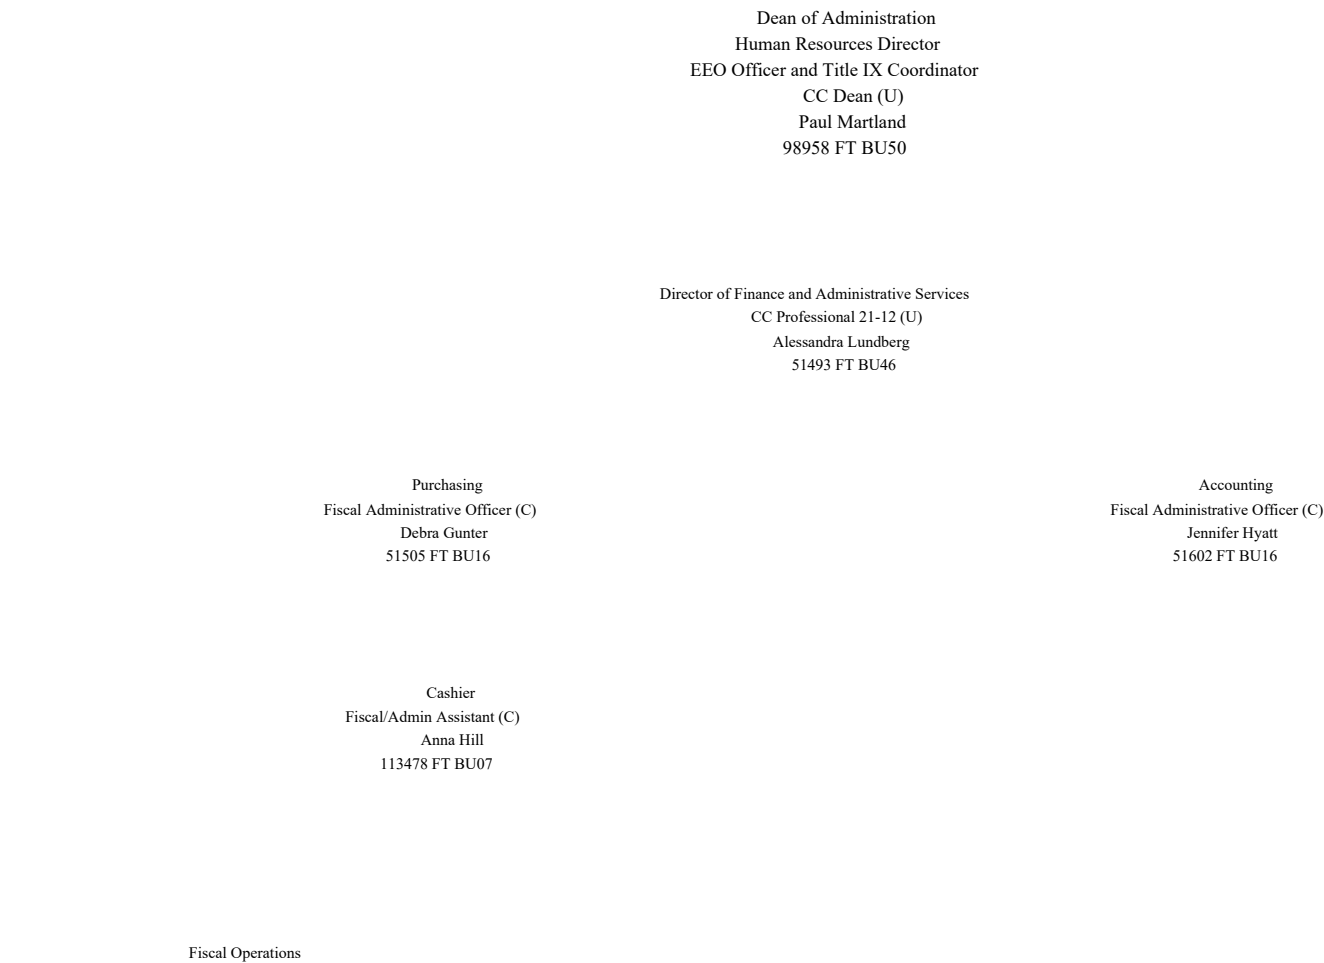 Dean of Administration
Human Resources Director
EEO Officer and Title IX Coordinator
CC Dean (U)
Paul Martland
98958 FT BU50
Director of Finance and Administrative Services
CC Professional 21-12 (U)
Alessandra Lundberg
51493 FT BU46
Purchasing
Fiscal Administrative Officer (C)
Debra Gunter
51505 FT BU16
Accounting
Fiscal Administrative Officer (C)
Jennifer Hyatt
51602 FT BU16
Cashier
Fiscal/Admin Assistant (C)
Anna Hill
113478 FT BU07
Fiscal Operations